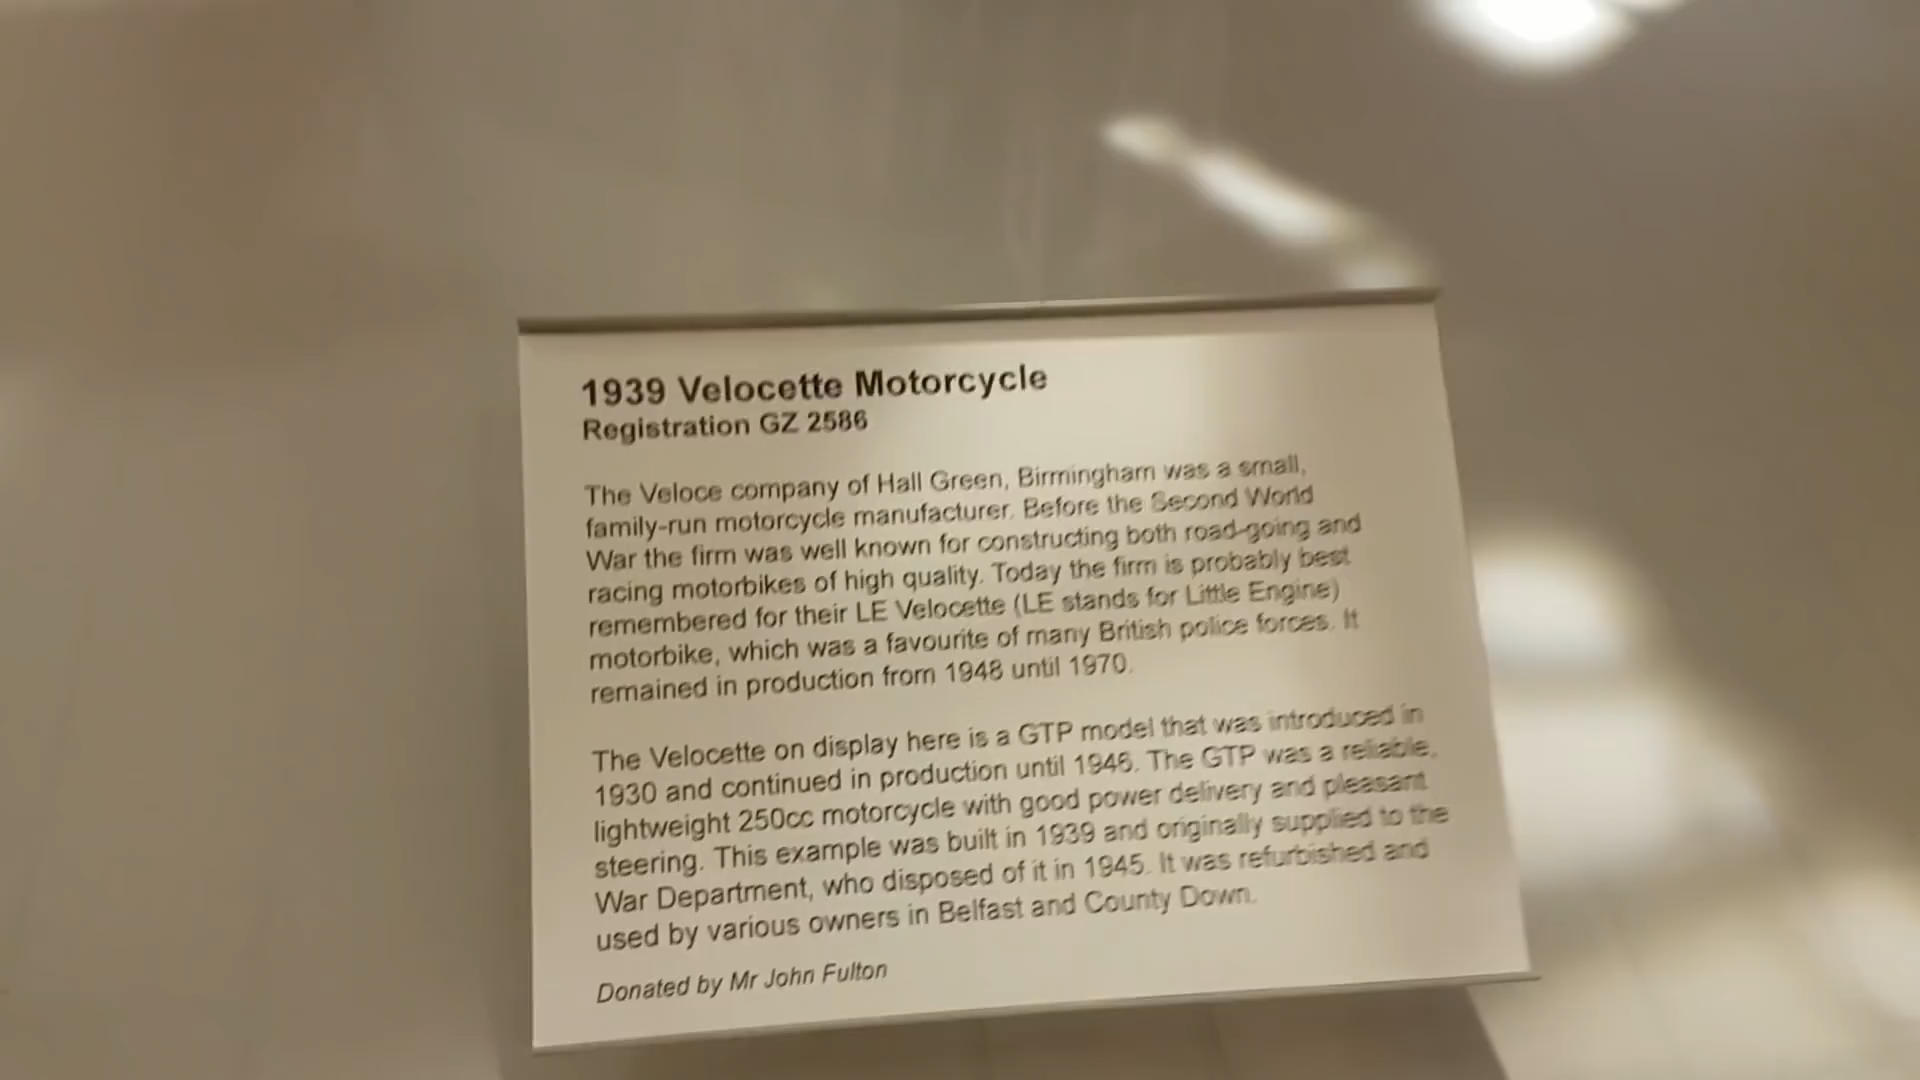 1939 Velocette Motorcycle
Registration GZ 2586
The Veloce company of Hall Green, Birmingham was a small,
family-run motorcycle manufacturer. Before the Second World
War the firm was well known for constructing both road-going and
racing motorbikes of high quality. Today the firm is probably best
remembered for their LE Velocette (LE stands for Little Engine)
motorbike, which was a favourite of many British police forces. It
remained in production from 1948 until 1970.
The Velocette on display here is a GTP model that was introduced in
1930 and continued in production until 1946. The GTP was a reliable,
lightweight 250cc motorcycle with good power delivery and pleasant
steering. This example was built in 1939 and originally supplied to the
War Department, who disposed of it in 1945. It was refurbished and
used by various owners in Belfast and County Down.
Donated by Mr John Fulton